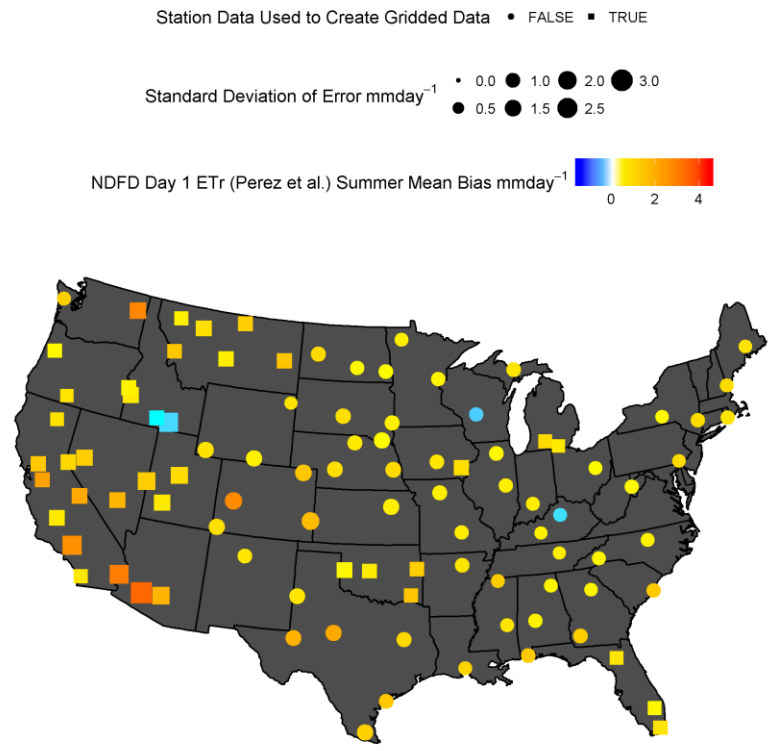 Station Data Used to Create Gridded Data FALSE TRUE
Standard Deviation of Error mmday⁻¹ 0.0 1.0 2.0 3.0
0.5 1.5 2.5
NDFD Day 1 ETr (Perez et al.) Summer Mean Bias mmday⁻¹
0 2 4